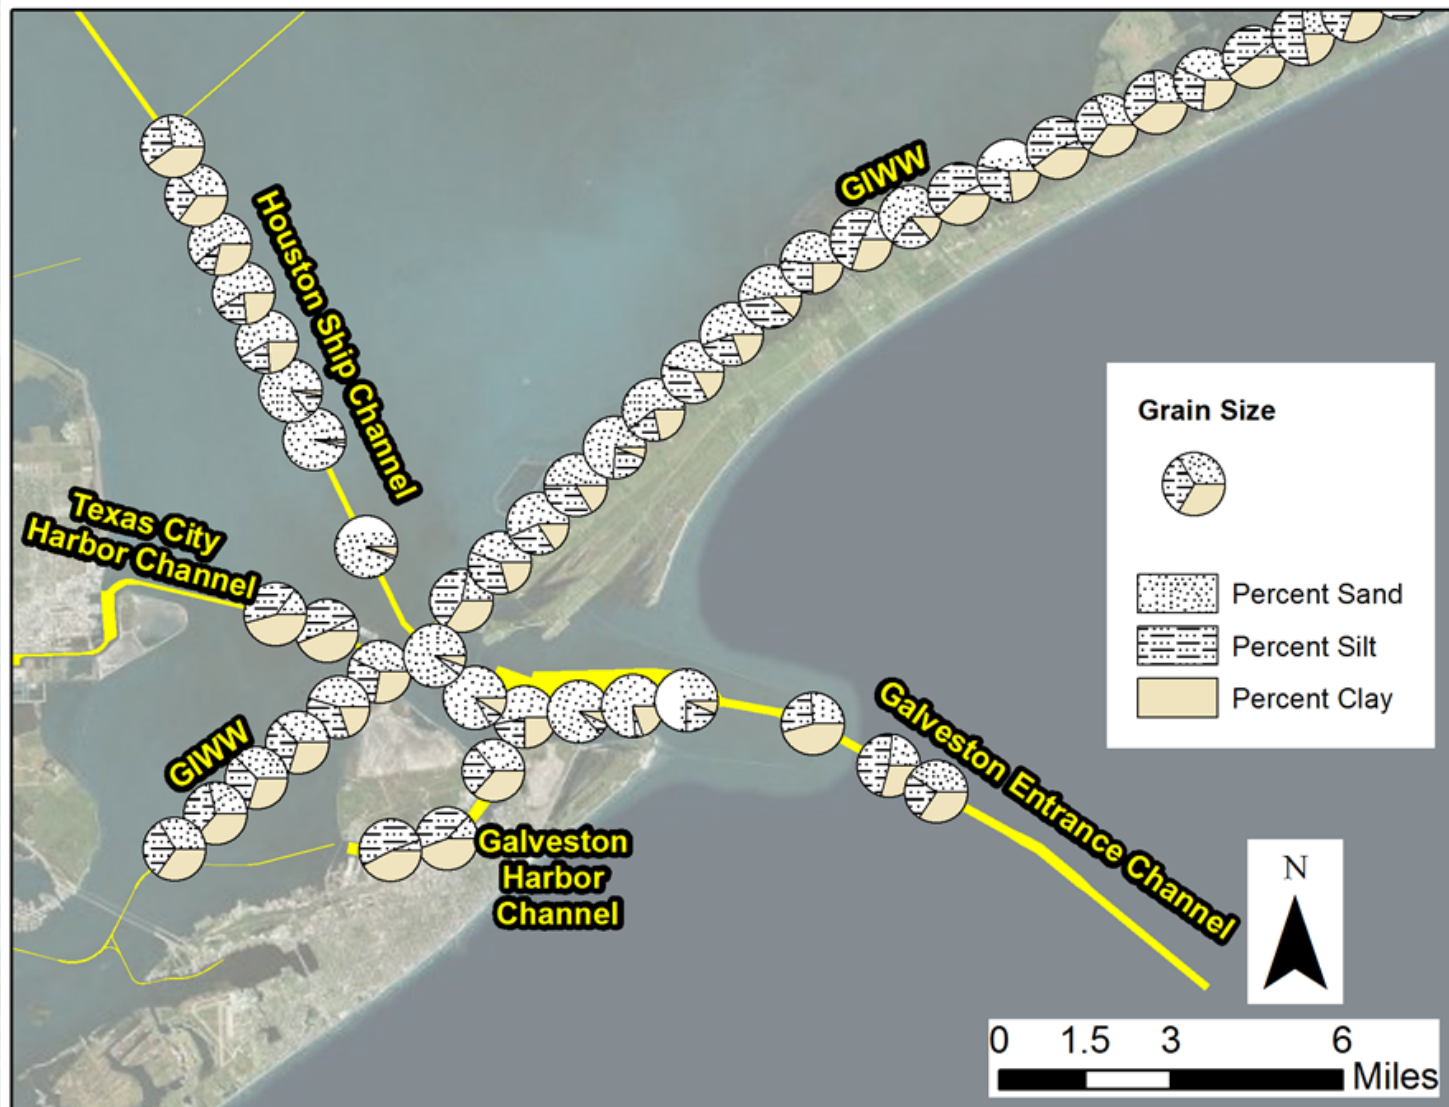 GIWW
Houston Ship Channel
Texas City
Harbor Channel
GIWW
Galveston
Harbor
Channel
Galveston Entrance Channel
Grain Size
Percent Sand
Percent Silt
Percent Clay
N
0 1.5 3 6
Miles